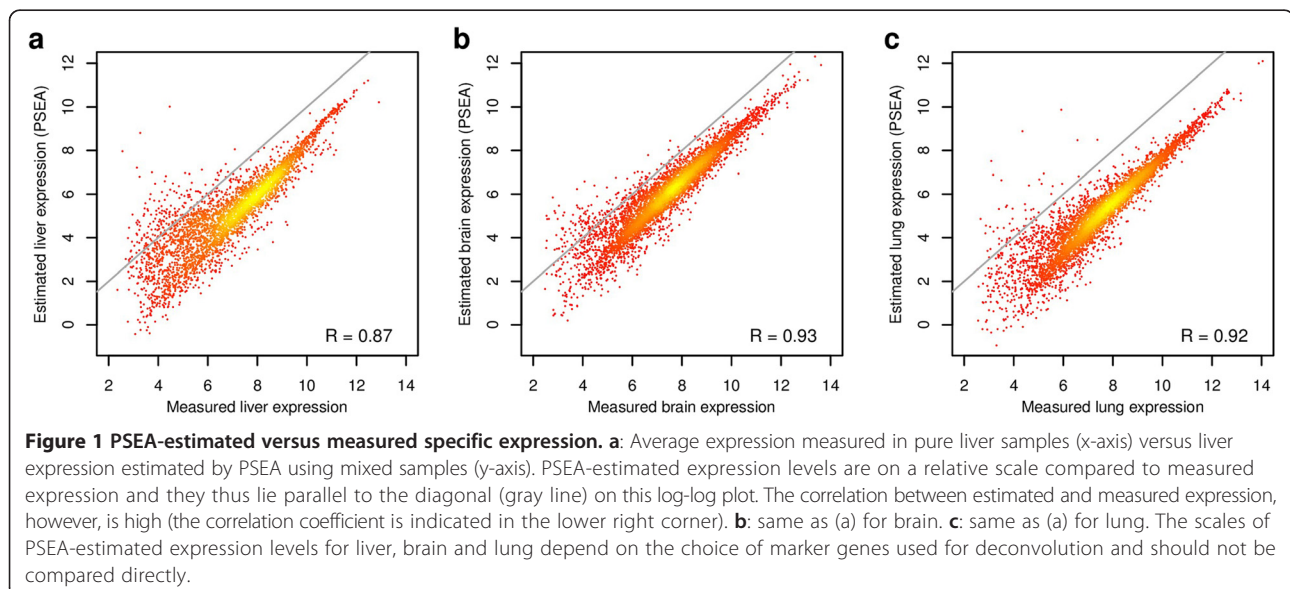 a
b
c
12
10
8
6
4
2
0
Estimated liver expression (PSEA)
R = 0.87
2 4 6 8 10 12 14
Measured liver expression
12
10
8
6
4
2
0
Estimated brain expression (PSEA)
R = 0.93
2 4 6 8 10 12 14
Measured brain expression
12
10
8
6
4
2
0
Estimated lung expression (PSEA)
R = 0.92
2 4 6 8 10 12 14
Measured lung expression
Figure 1 PSEA-estimated versus measured specific expression. a: Average expression measured in pure liver samples (x-axis) versus liver
expression estimated by PSEA using mixed samples (y-axis). PSEA-estimated expression levels are on a relative scale compared to measured
expression and they thus lie parallel to the diagonal (gray line) on this log-log plot. The correlation between estimated and measured expression,
however, is high (the correlation coefficient is indicated in the lower right corner). b: same as (a) for brain. c: same as (a) for lung. The scales of
PSEA-estimated expression levels for liver, brain and lung depend on the choice of marker genes used for deconvolution and should not be
compared directly.